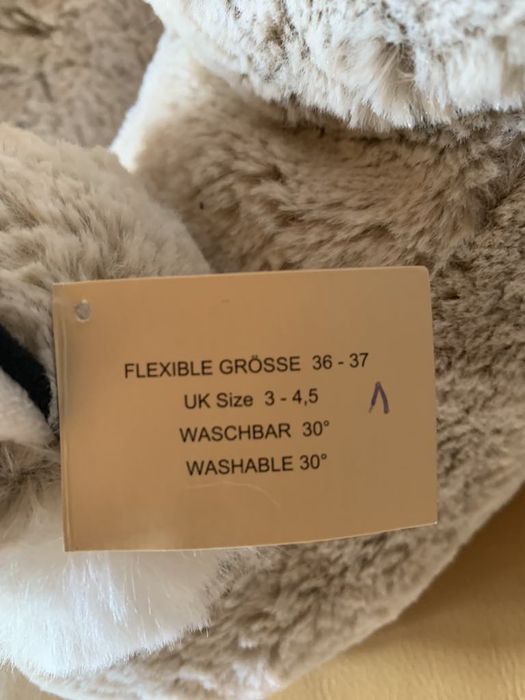 FLEXIBLE GRÖSSE 36 - 37
UK Size 3 - 4,5
WASCHBAR 30°
WASHABLE 30°